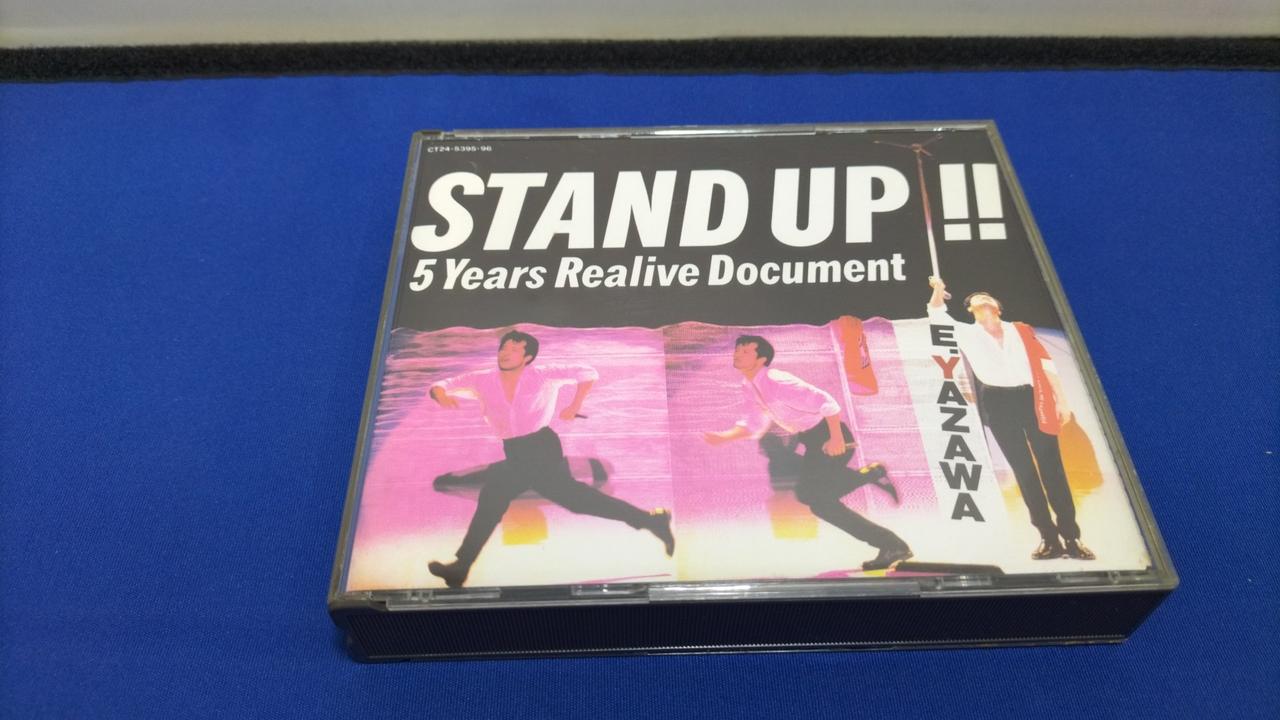 CT24-5395·96
STAND UP !!
5 Years Realive Document
E.YAZAWA